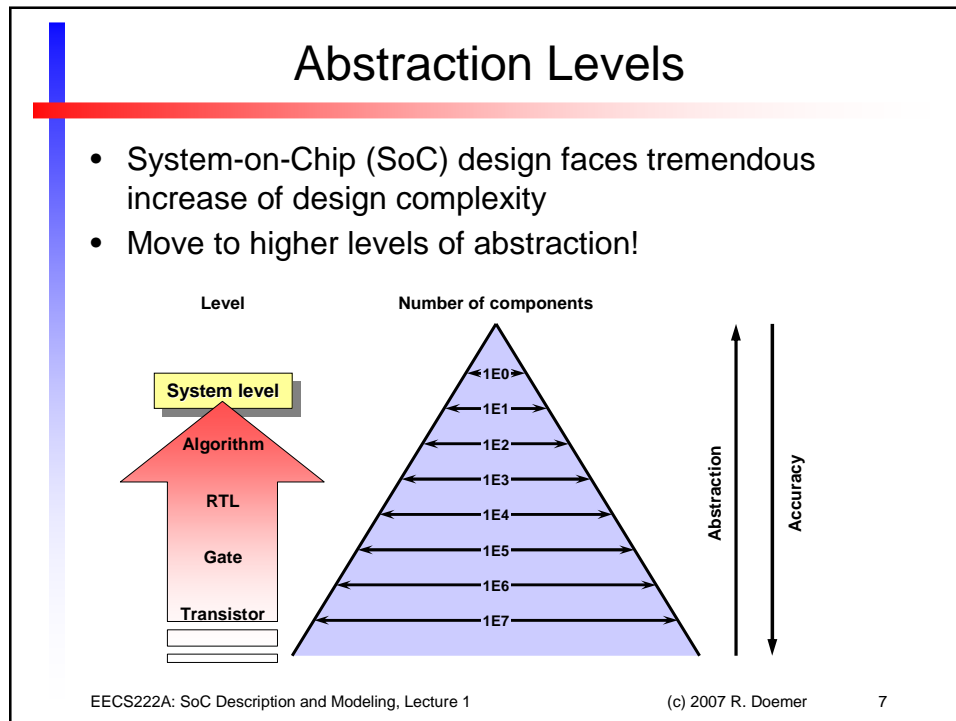 Abstraction Levels
• System-on-Chip (SoC) design faces tremendous
increase of design complexity
• Move to higher levels of abstraction!
Level
Number of components
System level
Algorithm
RTL
Gate
Transistor
1E0
1E1
1E2
1E3
1E4
1E5
1E6
1E7
Abstraction
Accuracy
EECS222A: SoC Description and Modeling, Lecture 1
(c) 2007 R. Doemer
7